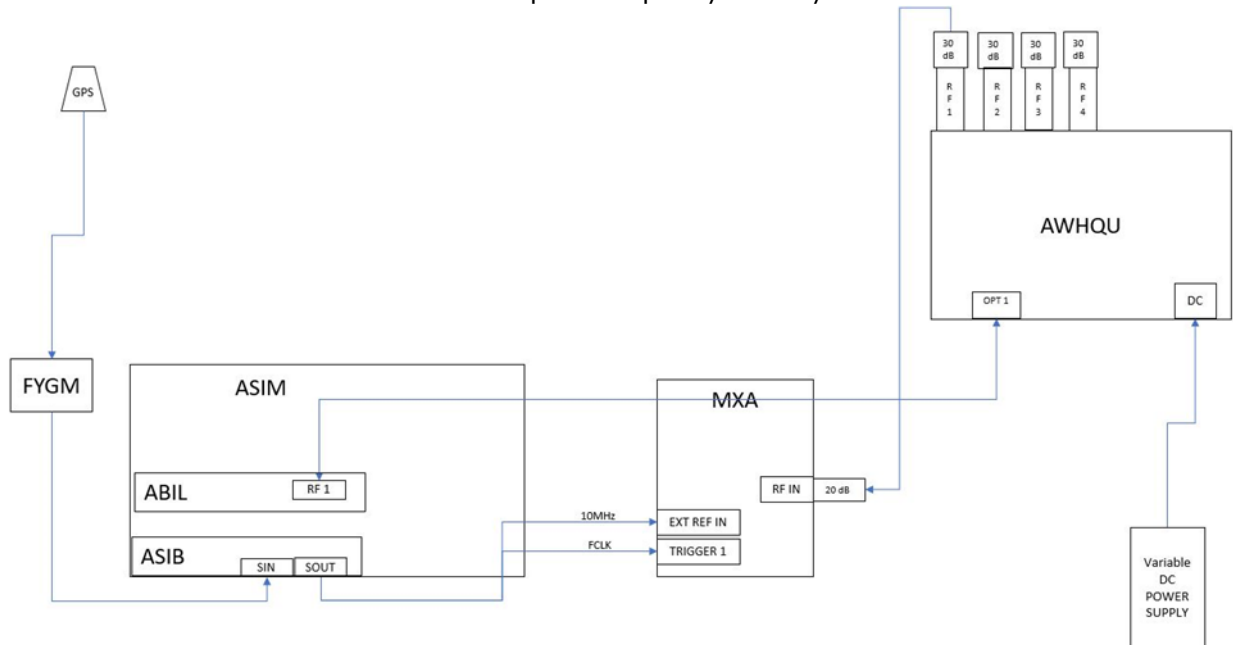 30
dB
30
dB
30
dB
30
dB
R
F
1
R
F
2
R
F
3
R
F
4
GPS
AWHQU
OPT 1
DC
FYGM
ASIM
MXA
ABIL
RF 1
RF IN
20 dB
10MHz
EXT REF IN
FCLK
TRIGGER 1
ASIB
SIN
SOUT
Variable
DC
POWER
SUPPLY